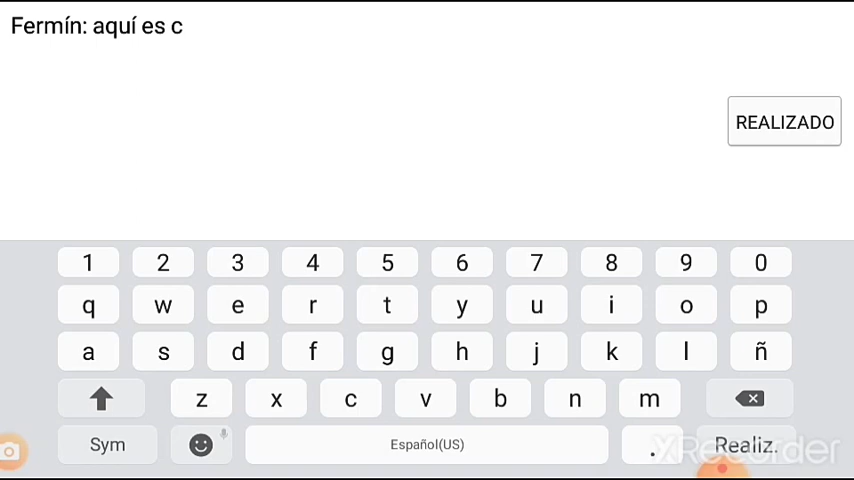 Fermín: aquí es c
REALIZADO
1 2 3 4 5 6 7 8 9 0
q w e r t y u i o p
a s d f g h j k l ñ
z x c v b n m
Sym Español(US) . Realiz.
XRecorder